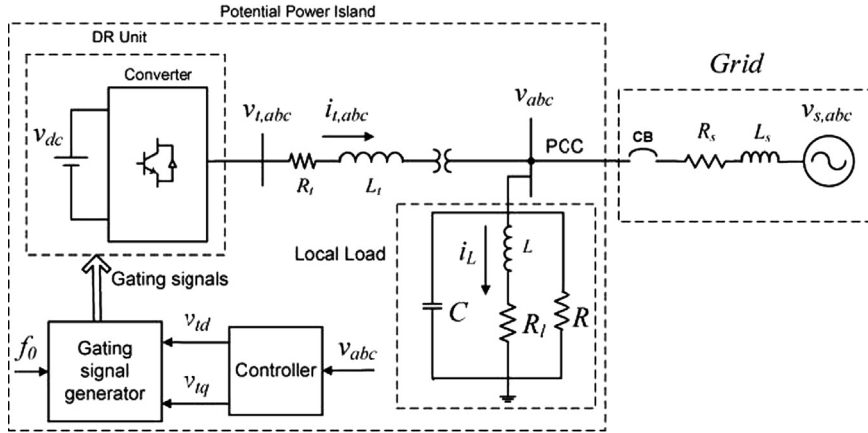 Potential Power Island
DR Unit
Converter
v_dc
v_t,abc
i_t,abc
R_t
L_t
v_abc
PCC
Grid
CB
R_s
L_s
v_s,abc
Local Load
i_L
L
C
R_l
R
Gating signals
f_0
Gating
signal
generator
v_td
v_tq
Controller
v_abc